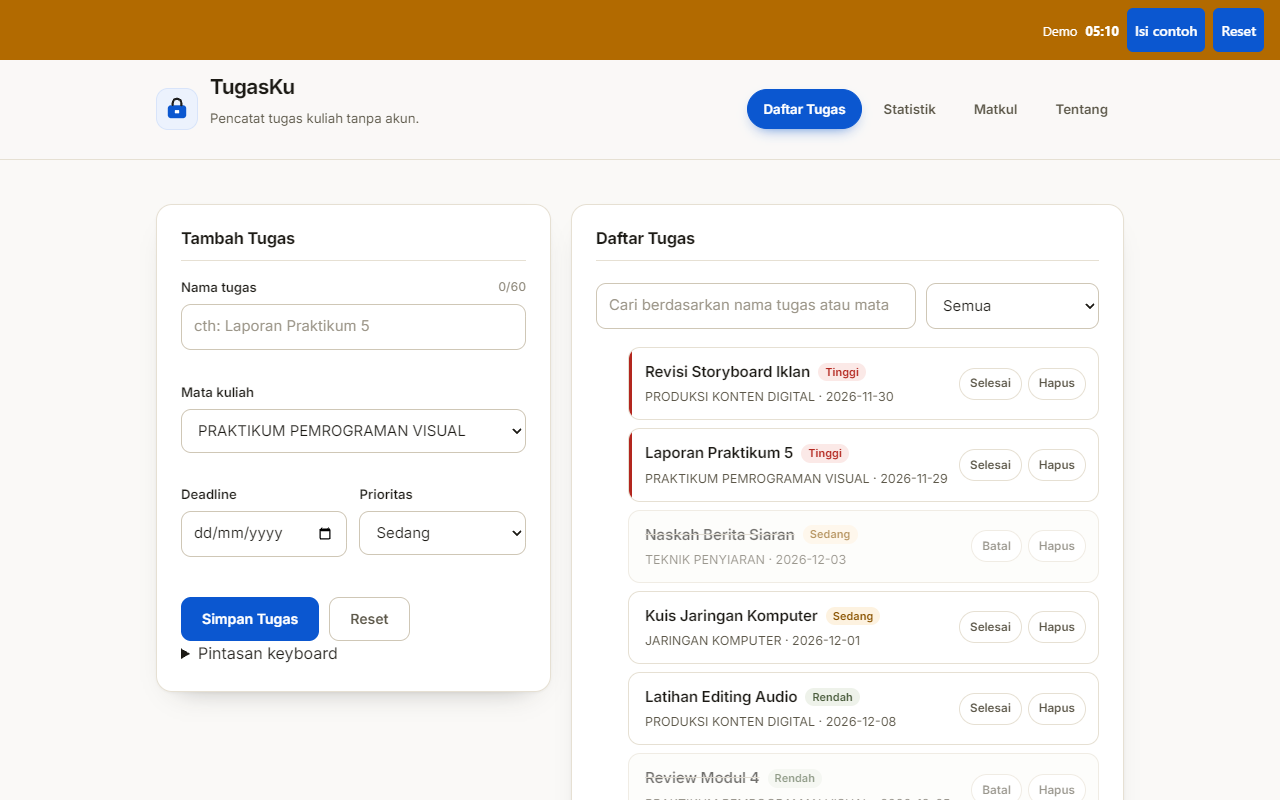 Demo 05:10 Isi contoh Reset
TugasKu
Pencatat tugas kuliah tanpa akun.
Daftar Tugas Statistik Matkul Tentang
Tambah Tugas
Nama tugas 0/60
cth: Laporan Praktikum 5
Mata kuliah
PRAKTIKUM PEMROGRAMAN VISUAL
Deadline Prioritas
dd/mm/yyyy Sedang
Simpan Tugas Reset
Pintasan keyboard
Daftar Tugas
Cari berdasarkan nama tugas atau mata Semua
Revisi Storyboard Iklan Tinggi
PRODUKSI KONTEN DIGITAL · 2026-11-30
Selesai Hapus
Laporan Praktikum 5 Tinggi
PRAKTIKUM PEMROGRAMAN VISUAL · 2026-11-29
Selesai Hapus
Naskah Berita Siaran Sedang
TEKNIK PENYIARAN · 2026-12-03
Batal Hapus
Kuis Jaringan Komputer Sedang
JARINGAN KOMPUTER · 2026-12-01
Selesai Hapus
Latihan Editing Audio Rendah
PRODUKSI KONTEN DIGITAL · 2026-12-08
Selesai Hapus
Review Modul 4 Rendah
Batal Hapus